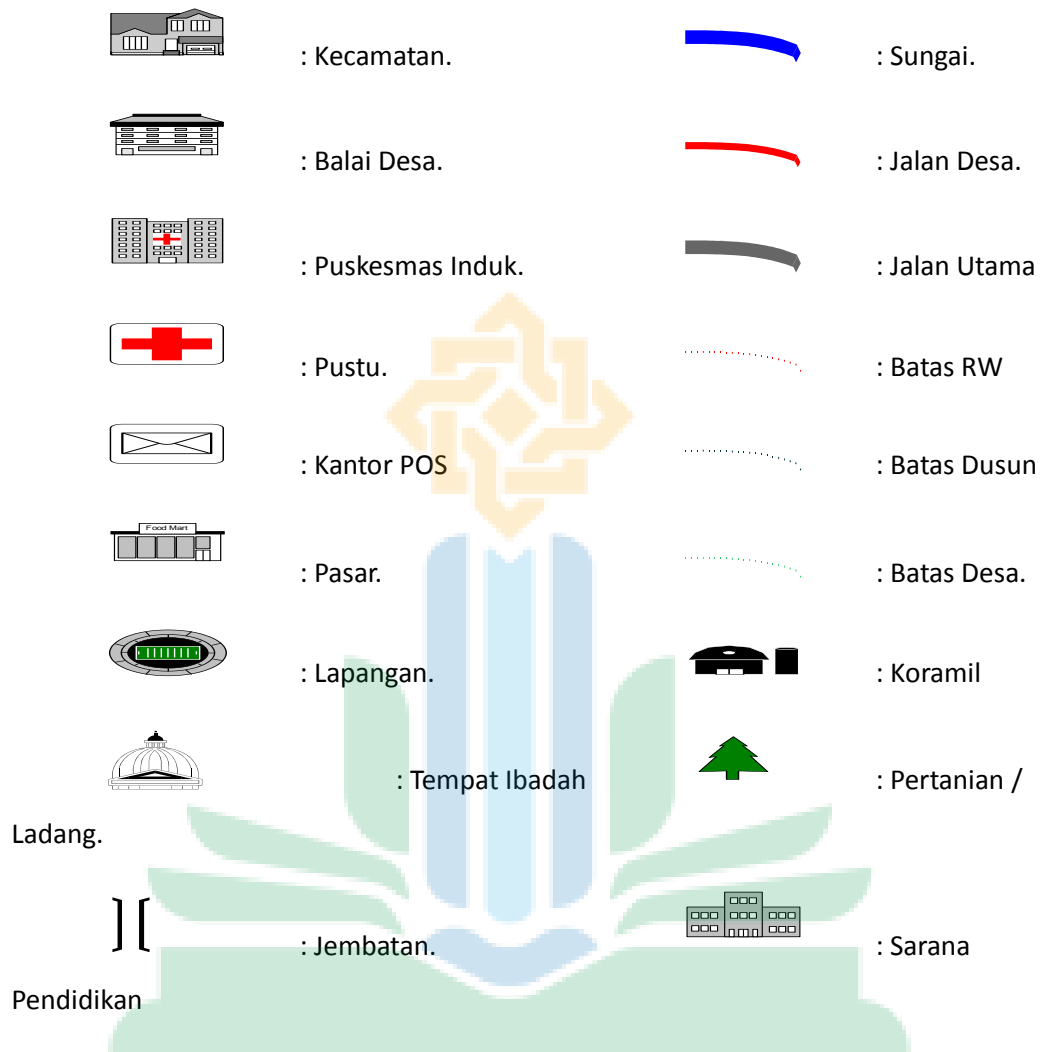 : Kecamatan. : Sungai.
: Balai Desa. : Jalan Desa.
: Puskesmas Induk. : Jalan Utama
: Pustu. : Batas RW
: Kantor POS : Batas Dusun
Food Mart
: Pasar. : Batas Desa.
: Lapangan. : Koramil
: Tempat Ibadah : Pertanian /
Ladang.
: Jembatan. : Sarana
Pendidikan